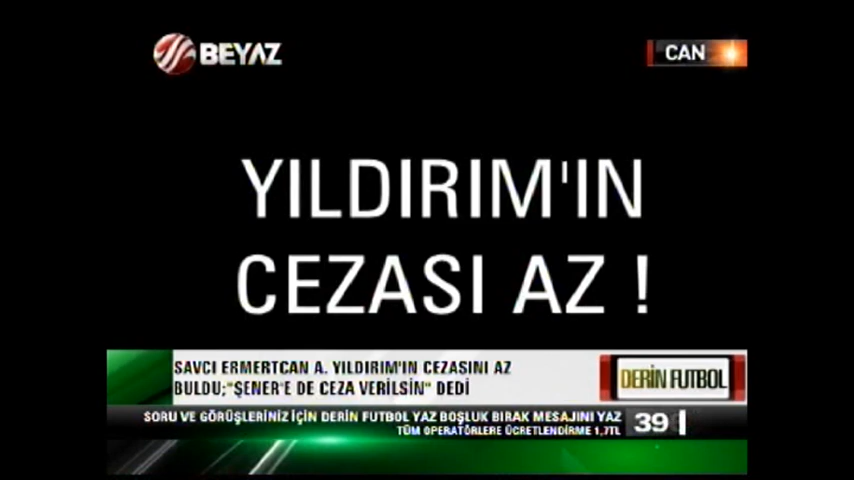 BEYAZ
CAN
YILDIRIM'IN
CEZASI AZ !
SAVCI ERMERTCAN A. YILDIRIM'IN CEZASINI AZ
BULDU;"ŞENER'E DE CEZA VERİLSİN" DEDİ
DERİN FUTBOL
SORU VE GÖRÜŞLERİNİZ İÇİN DERİN FUTBOL YAZ BOŞLUK BIRAK MESAJINI YAZ
TÜM OPERATÖRLERE ÜCRETLENDİRME 1,7TL
39